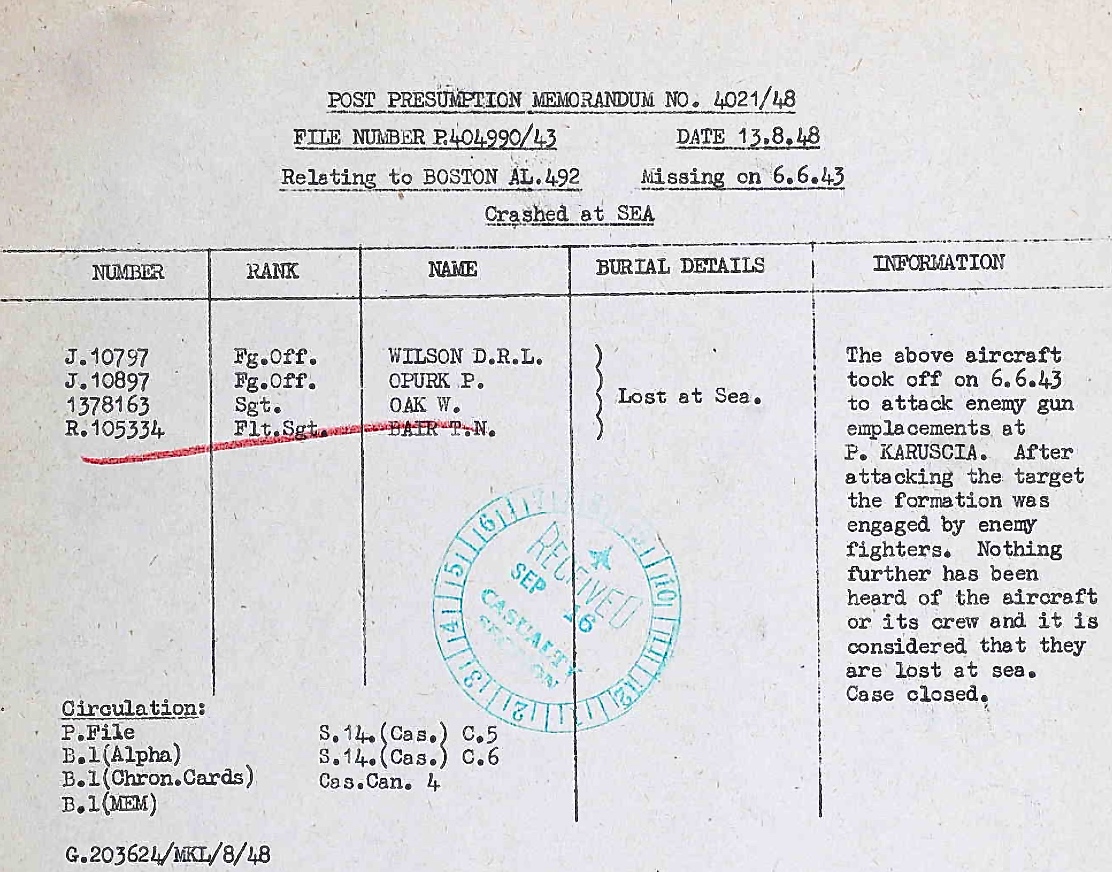 POST PRESUMPTION MEMORANDUM NO. 4021/48
FILE NUMBER P.404990/43 DATE 13.8.48
Relating to BOSTON AL.492 Missing on 6.6.43
Crashed at SEA
NUMBER RANK NAME BURIAL DETAILS INFORMATION
J.10797 Fg.Off. WILSON D.R.L.
J.10897 Fg.Off. OPURK P.
1378163 Sgt. OAK W.
R.105334 Flt.Sgt. BAIR T.N.
Lost at Sea.
The above aircraft
took off on 6.6.43
to attack enemy gun
emplacements at
P. KARUSCIA. After
attacking the target
the formation was
engaged by enemy
fighters. Nothing
further has been
heard of the aircraft
or its crew and it is
considered that they
are lost at sea.
Case closed.
RECEIVED
SEP 16
CASUALTY
SECTION
Circulation:
P.File S.14.(Cas.) C.5
B.1(Alpha) S.14.(Cas.) C.6
B.1(Chron.Cards) Cas.Can. 4
B.1(MEM)
G.203624/MKL/8/48